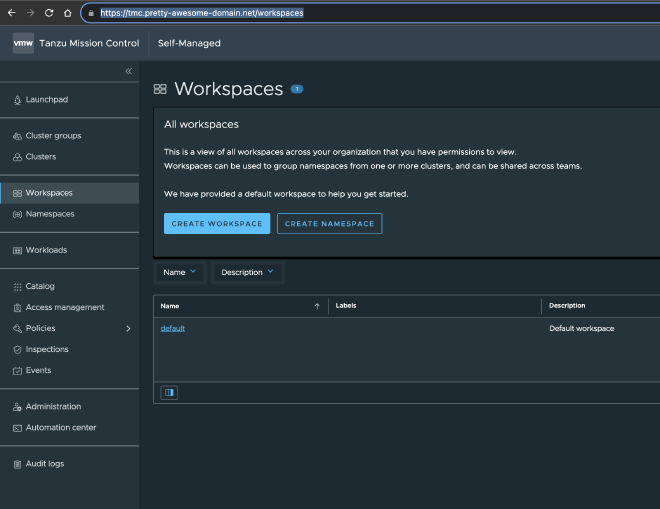 https://tmc.pretty-awesome-domain.net/workspaces
vmw Tanzu Mission Control Self-Managed
Launchpad
Cluster groups
Clusters
Workspaces
Namespaces
Workloads
Catalog
Access management
Policies
Inspections
Events
Administration
Automation center
Audit logs
Workspaces 1
All workspaces
This is a view of all workspaces across your organization that you have permissions to view.
Workspaces can be used to group namespaces from one or more clusters, and can be shared across teams.
We have provided a default workspace to help you get started.
CREATE WORKSPACE CREATE NAMESPACE
Name Description
Name Labels Description
default Default workspace